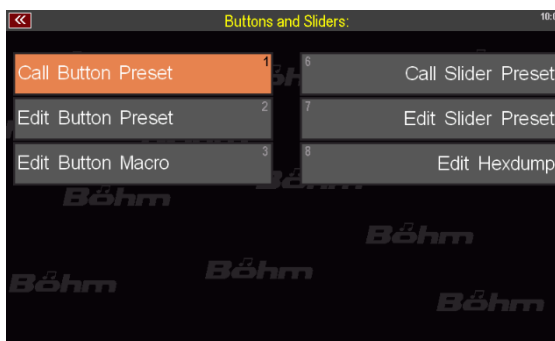 Buttons and Sliders:
Call Button Preset 1
6 Call Slider Preset
Edit Button Preset 2
7 Edit Slider Preset
Edit Button Macro 3
8 Edit Hexdump
Böhm
Böhm
Böhm
Böhm
Böhm